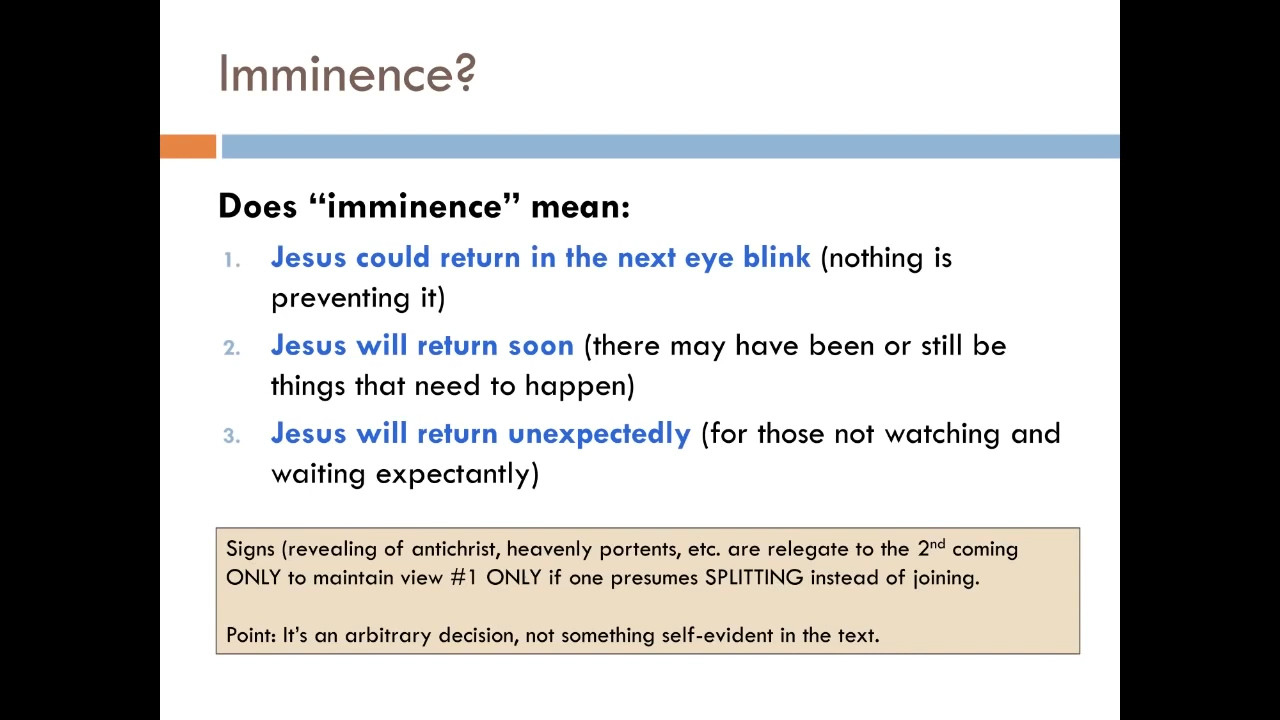 Imminence?
Does “imminence” mean:
1. Jesus could return in the next eye blink (nothing is
preventing it)
2. Jesus will return soon (there may have been or still be
things that need to happen)
3. Jesus will return unexpectedly (for those not watching and
waiting expectantly)
Signs (revealing of antichrist, heavenly portents, etc. are relegate to the 2nd coming
ONLY to maintain view #1 ONLY if one presumes SPLITTING instead of joining.
Point: It’s an arbitrary decision, not something self-evident in the text.